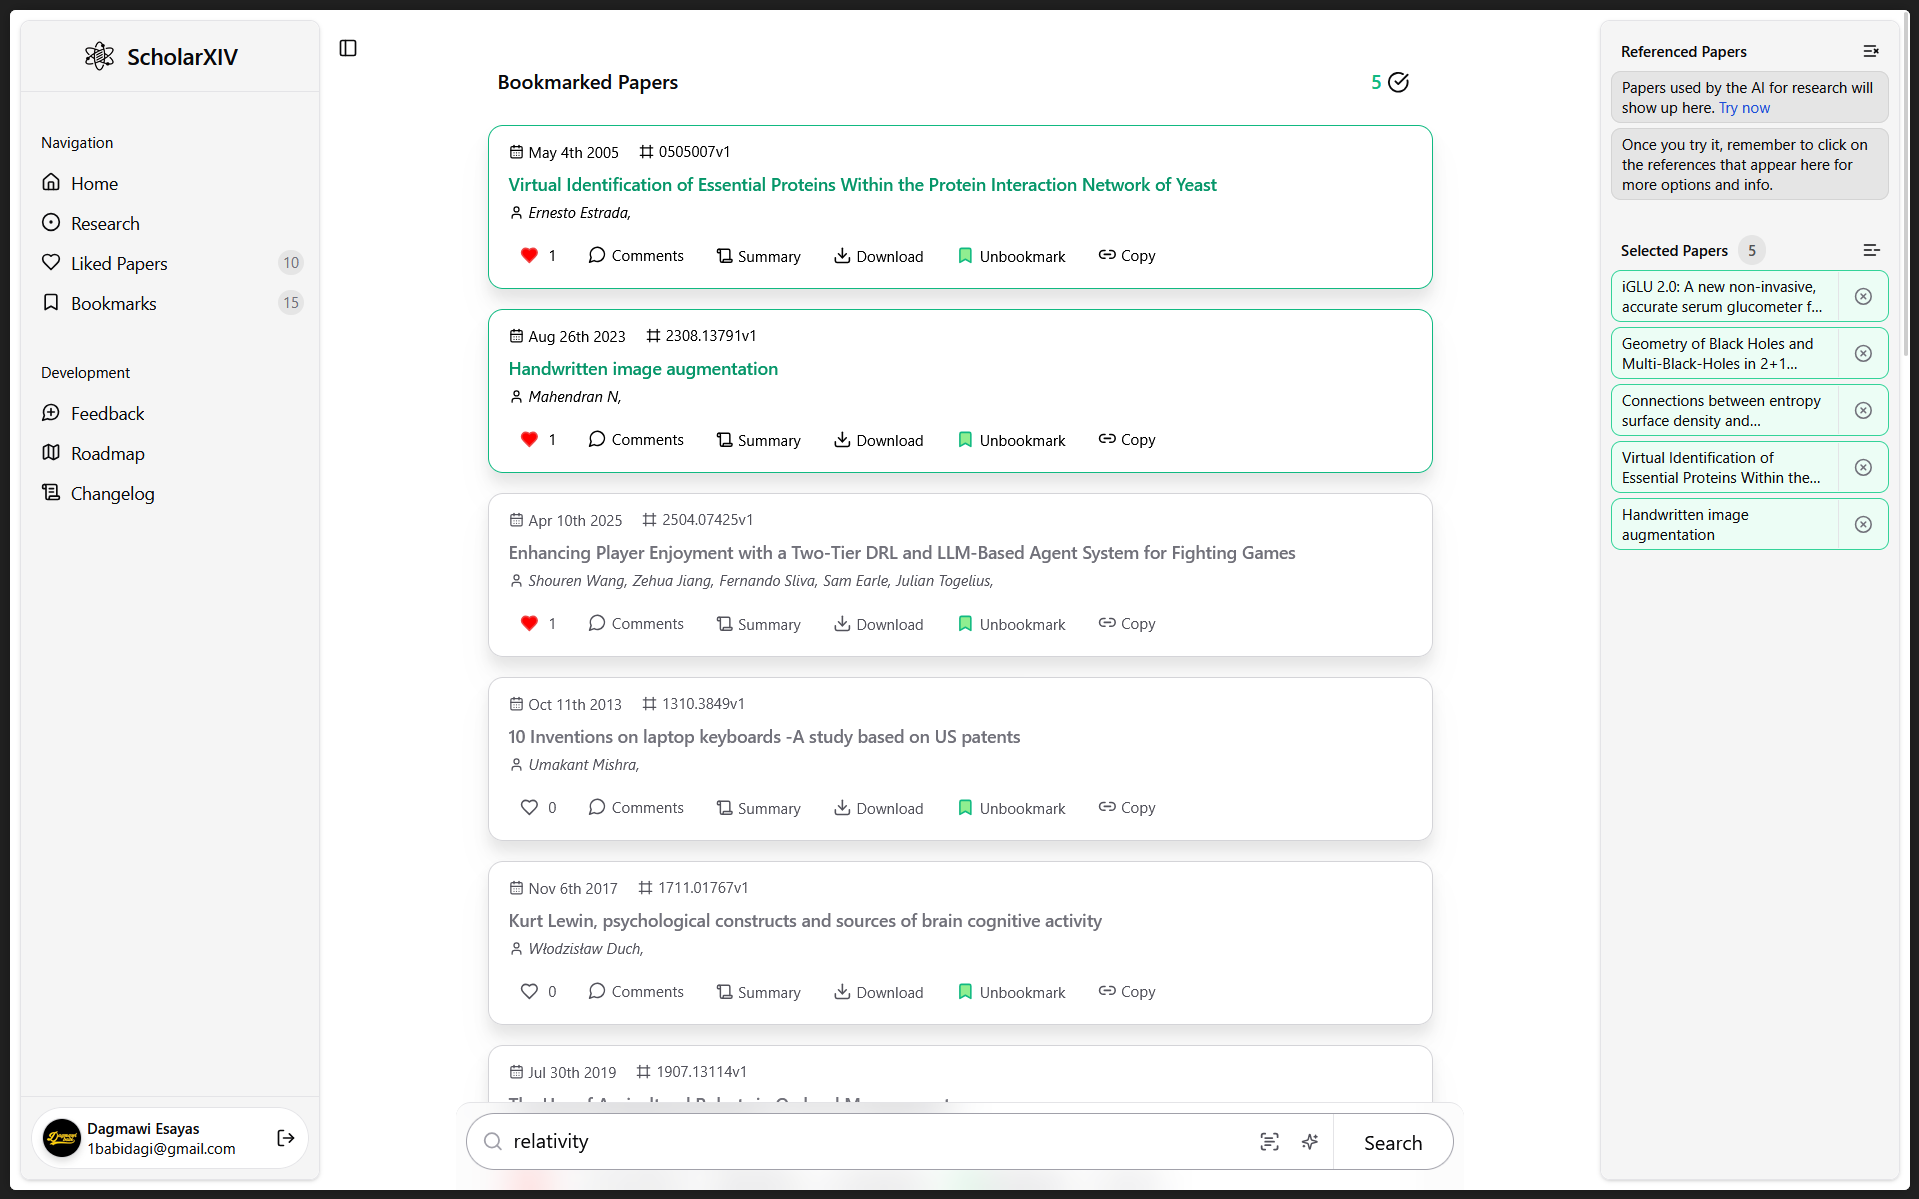 ScholarXIV
Navigation
Home
Research
Liked Papers 10
Bookmarks 15
Development
Feedback
Roadmap
Changelog
Dagmawi Esayas
1babidagi@gmail.com
Bookmarked Papers 5
May 4th 2005 0505007v1
Virtual Identification of Essential Proteins Within the Protein Interaction Network of Yeast
Ernesto Estrada,
1 Comments Summary Download Unbookmark Copy
Aug 26th 2023 2308.13791v1
Handwritten image augmentation
Mahendran N,
1 Comments Summary Download Unbookmark Copy
Apr 10th 2025 2504.07425v1
Enhancing Player Enjoyment with a Two-Tier DRL and LLM-Based Agent System for Fighting Games
Shouren Wang, Zehua Jiang, Fernando Sliva, Sam Earle, Julian Togelius,
1 Comments Summary Download Unbookmark Copy
Oct 11th 2013 1310.3849v1
10 Inventions on laptop keyboards -A study based on US patents
Umakant Mishra,
0 Comments Summary Download Unbookmark Copy
Nov 6th 2017 1711.01767v1
Kurt Lewin, psychological constructs and sources of brain cognitive activity
Włodzisław Duch,
0 Comments Summary Download Unbookmark Copy
Jul 30th 2019 1907.13114v1
relativity Search
Referenced Papers
Papers used by the AI for research will
show up here. Try now
Once you try it, remember to click on
the references that appear here for
more options and info.
Selected Papers 5
iGLU 2.0: A new non-invasive,
accurate serum glucometer f...
Geometry of Black Holes and
Multi-Black-Holes in 2+1...
Connections between entropy
surface density and...
Virtual Identification of
Essential Proteins Within the...
Handwritten image
augmentation